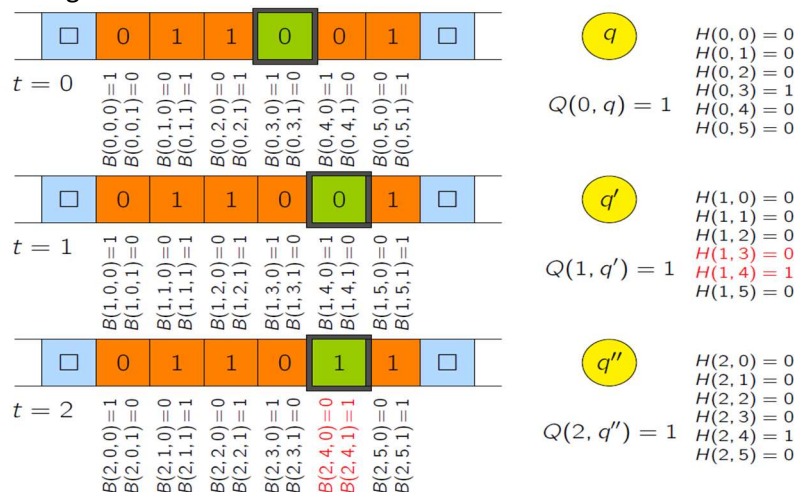 □ 0 1 1 0 0 1 □
q
H(0, 0) = 0
H(0, 1) = 0
H(0, 2) = 0
H(0, 3) = 1
H(0, 4) = 0
H(0, 5) = 0
t = 0
B(0,0,0)=1
B(0,0,1)=0
B(0,1,0)=0
B(0,1,1)=1
B(0,2,0)=0
B(0,2,1)=1
B(0,3,0)=1
B(0,3,1)=0
B(0,4,0)=1
B(0,4,1)=0
B(0,5,0)=0
B(0,5,1)=1
Q(0, q) = 1
□ 0 1 1 0 0 1 □
q′
H(1, 0) = 0
H(1, 1) = 0
H(1, 2) = 0
H(1, 3) = 0
H(1, 4) = 1
H(1, 5) = 0
t = 1
B(1,0,0)=1
B(1,0,1)=0
B(1,1,0)=0
B(1,1,1)=1
B(1,2,0)=0
B(1,2,1)=1
B(1,3,0)=1
B(1,3,1)=0
B(1,4,0)=1
B(1,4,1)=0
B(1,5,0)=0
B(1,5,1)=1
Q(1, q′) = 1
□ 0 1 1 0 1 1 □
q′′
H(2, 0) = 0
H(2, 1) = 0
H(2, 2) = 0
H(2, 3) = 0
H(2, 4) = 1
H(2, 5) = 0
t = 2
B(2,0,0)=1
B(2,0,1)=0
B(2,1,0)=0
B(2,1,1)=1
B(2,2,0)=0
B(2,2,1)=1
B(2,3,0)=1
B(2,3,1)=0
B(2,4,0)=0
B(2,4,1)=1
B(2,5,0)=0
B(2,5,1)=1
Q(2, q′′) = 1